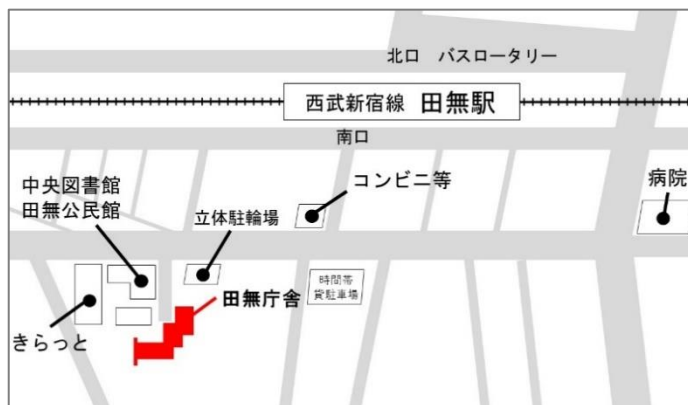 北口　バスロータリー
西武新宿線　田無駅
南口
中央図書館
田無公民館
立体駐輪場
コンビニ等
病院
時間帯
貸駐車場
田無庁舎
きらっと